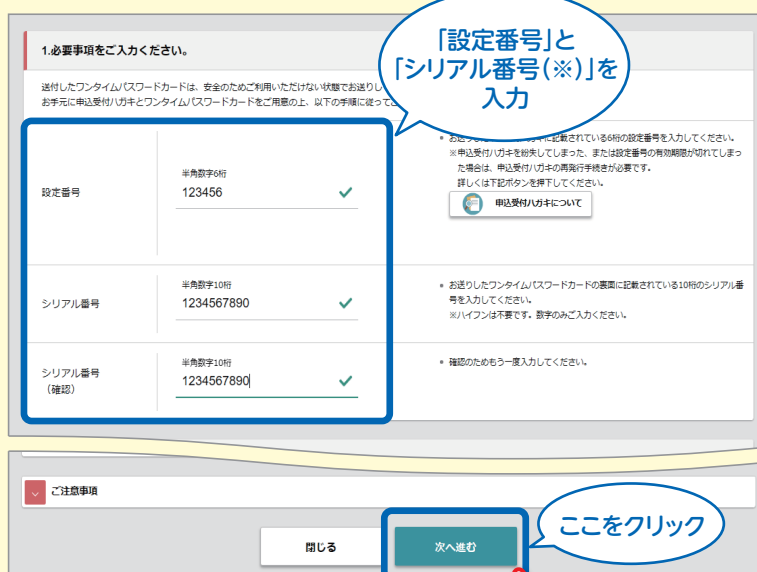 「設定番号」と
「シリアル番号(※)」を
入力
1.必要事項をご入力ください。
送付したワンタイムパスワードカードは、安全のためご利用いただけない状態でお送りし
お手元に申込受付ハガキとワンタイムパスワードカードをご用意の上、以下の手順に従って
設定番号
半角数字6桁
123456
に記載されている6桁の設定番号を入力してください。
※申込受付ハガキを紛失してしまった、または設定番号の有効期限が切れてしまっ
た場合は、申込受付ハガキの再発行手続きが必要です。
詳しくは下記ボタンを押下してください。
申込受付ハガキについて
シリアル番号
半角数字10桁
1234567890
お送りしたワンタイムパスワードカードの裏面に記載されている10桁のシリアル番
号を入力してください。
※ハイフンは不要です。数字のみご入力ください。
シリアル番号
(確認)
半角数字10桁
1234567890
確認のためもう一度入力してください。
ご注意事項
閉じる
次へ進む
ここをクリック